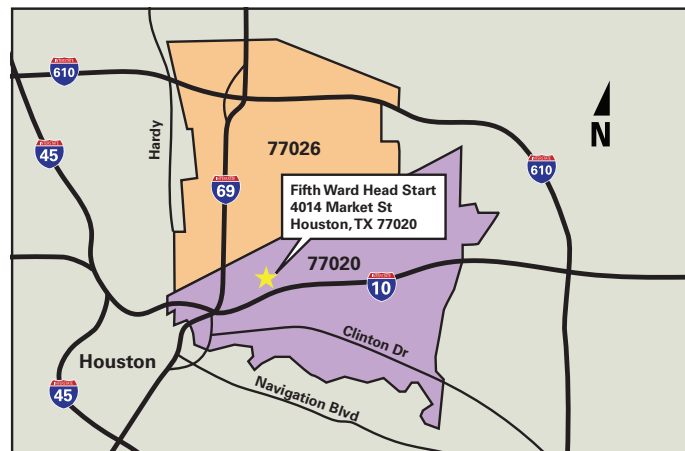 610
45
Hardy
77026
N
610
69
Fifth Ward Head Start
4014 Market St
Houston, TX 77020
77020
10
Clinton Dr
Houston
Navigation Blvd
45